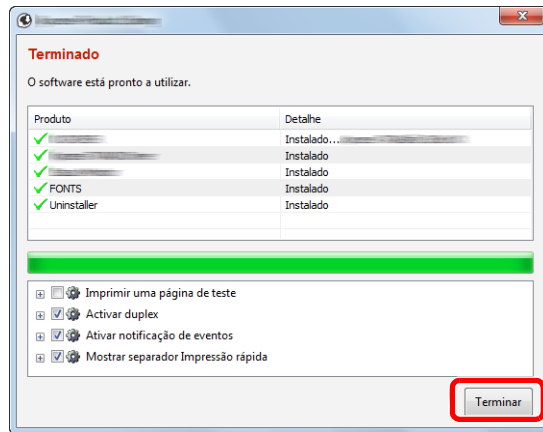 Terminado
O software está pronto a utilizar.
Produto Detalhe
Instalado...
Instalado
Instalado
FONTS Instalado
Uninstaller Instalado
Imprimir uma página de teste
Activar duplex
Ativar notificação de eventos
Mostrar separador Impressão rápida
Terminar